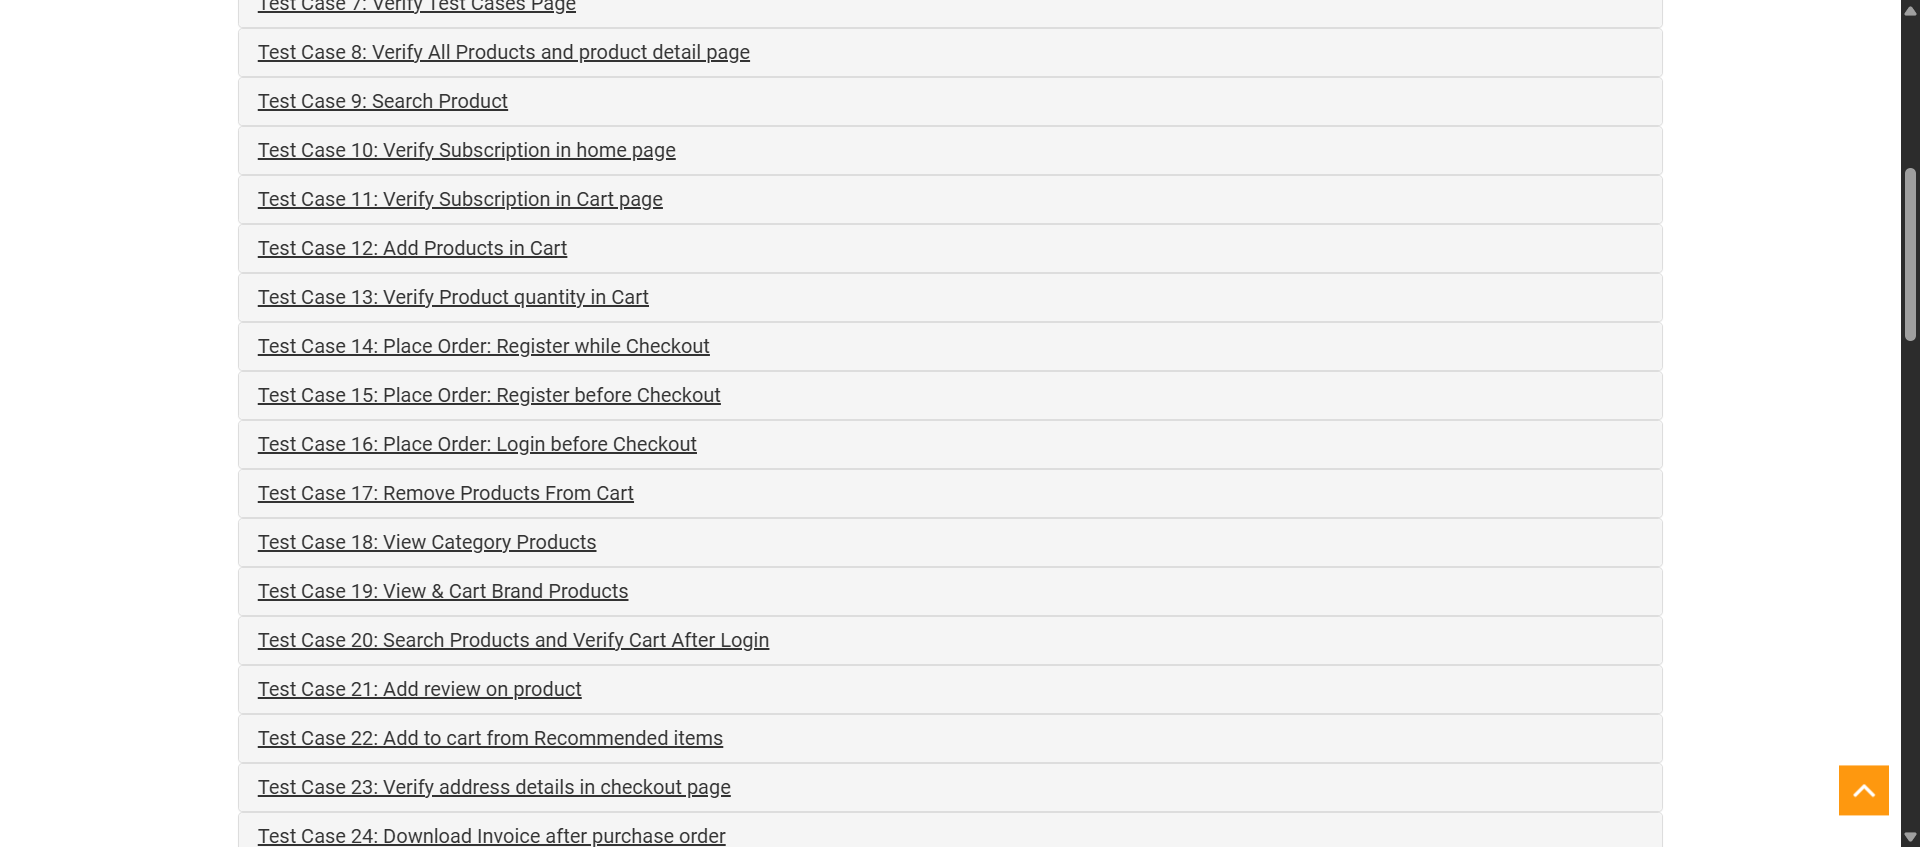 Test Case 7: Verify Test Cases Page
Test Case 8: Verify All Products and product detail page
Test Case 9: Search Product
Test Case 10: Verify Subscription in home page
Test Case 11: Verify Subscription in Cart page
Test Case 12: Add Products in Cart
Test Case 13: Verify Product quantity in Cart
Test Case 14: Place Order: Register while Checkout
Test Case 15: Place Order: Register before Checkout
Test Case 16: Place Order: Login before Checkout
Test Case 17: Remove Products From Cart
Test Case 18: View Category Products
Test Case 19: View & Cart Brand Products
Test Case 20: Search Products and Verify Cart After Login
Test Case 21: Add review on product
Test Case 22: Add to cart from Recommended items
Test Case 23: Verify address details in checkout page
Test Case 24: Download Invoice after purchase order